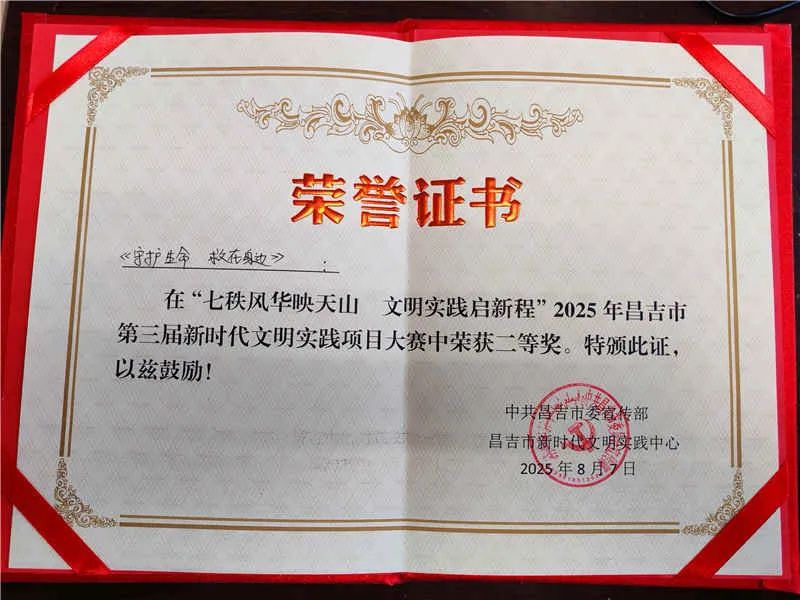 荣誉证书
《守护生命 救在身边》:
在“七秩风华映天山 文明实践启新程”2025年昌吉市
第三届新时代文明实践项目大赛中荣获二等奖。特颁此证,
以兹鼓励!
中共昌吉市委宣传部
昌吉市新时代文明实践中心
2025年8月7日